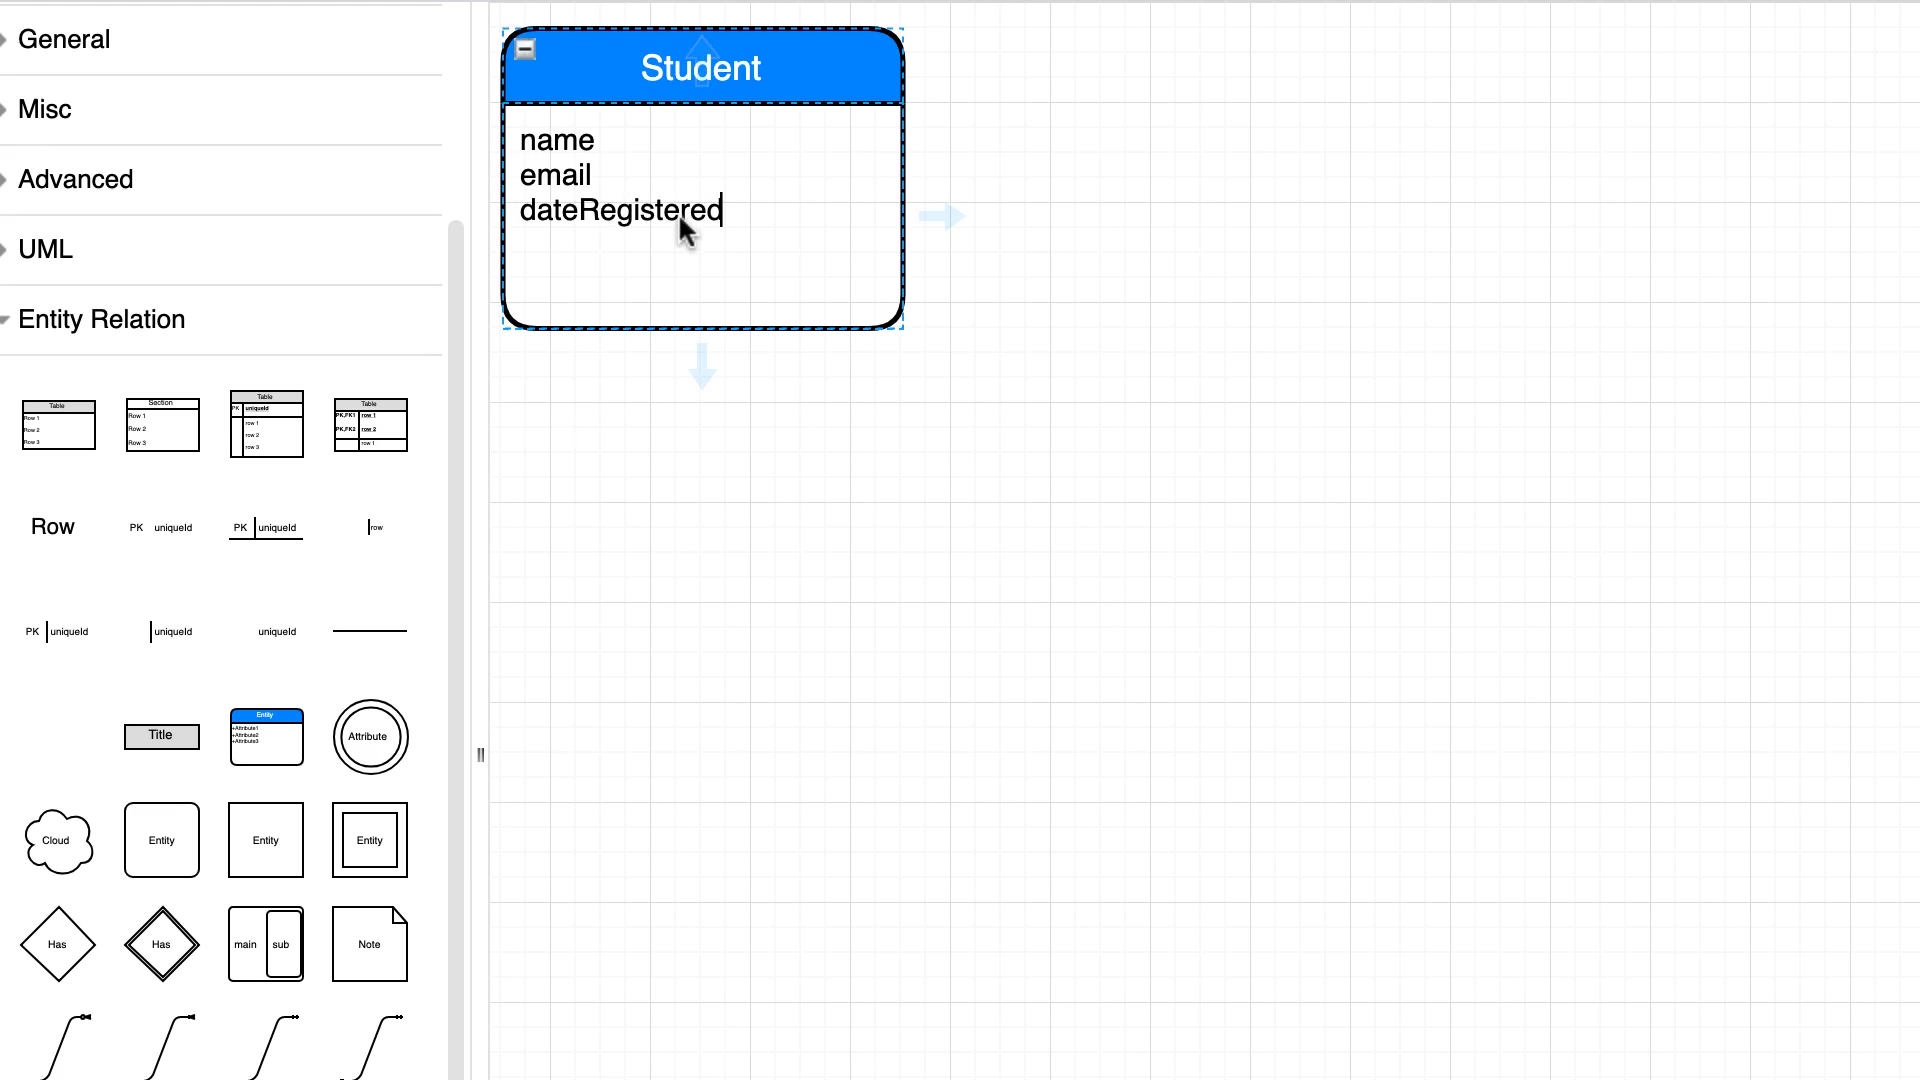 General
Misc
Advanced
UML
Entity Relation
Table
Row 1
Row 2
Row 3
Section
Row 1
Row 2
Row 3
Table
PK uniqueId
row 1
row 2
row 3
Table
PK,FK1 row 1
PK,FK2 row 2
row 1
Row
PK uniqueId
PK uniqueId
row
PK uniqueId
uniqueId
uniqueId
Title
Entity
+Attribute1
+Attribute2
+Attribute3
Attribute
Cloud
Entity
Entity
Entity
Has
Has
main sub
Note
Student
name
email
dateRegistered